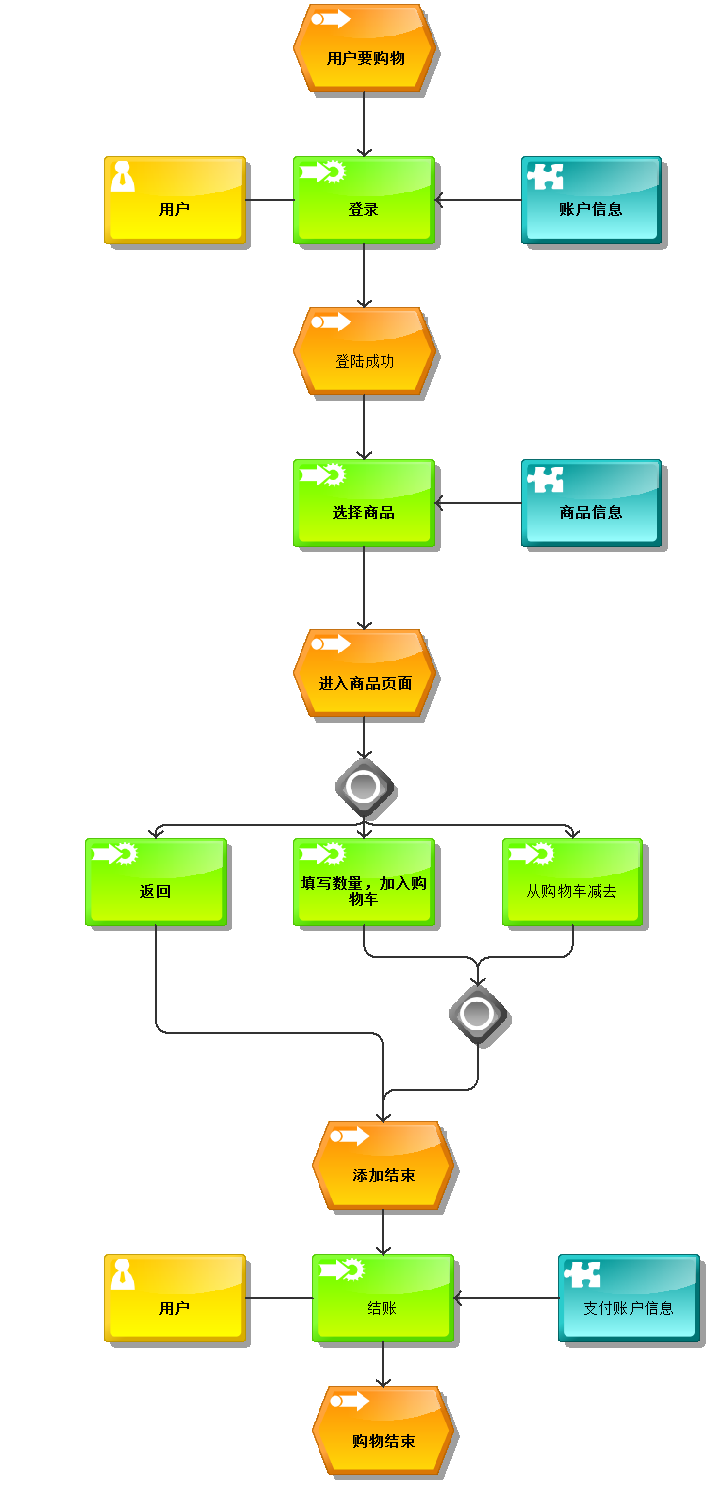 用户要购物
用户
登录
账户信息
登陆成功
选择商品
商品信息
进入商品页面
返回
填写数量，加入购
物车
从购物车减去
添加结束
用户
结账
支付账户信息
购物结束